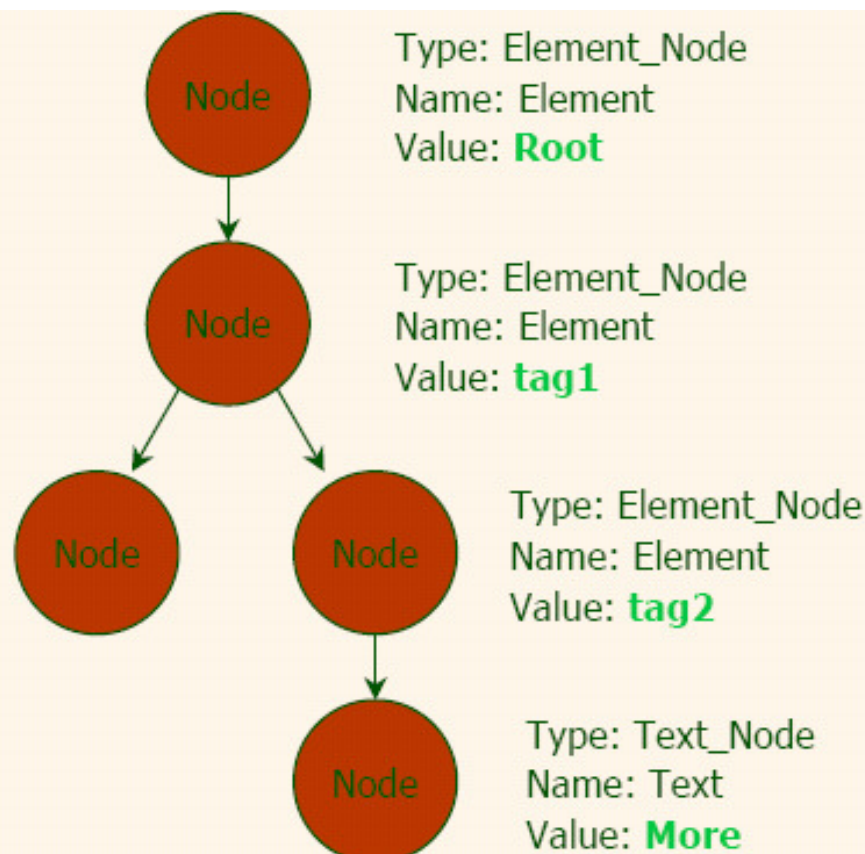 Node
Type: Element_Node
Name: Element
Value: Root
Node
Type: Element_Node
Name: Element
Value: tag1
Node
Node
Type: Element_Node
Name: Element
Value: tag2
Node
Type: Text_Node
Name: Text
Value: More